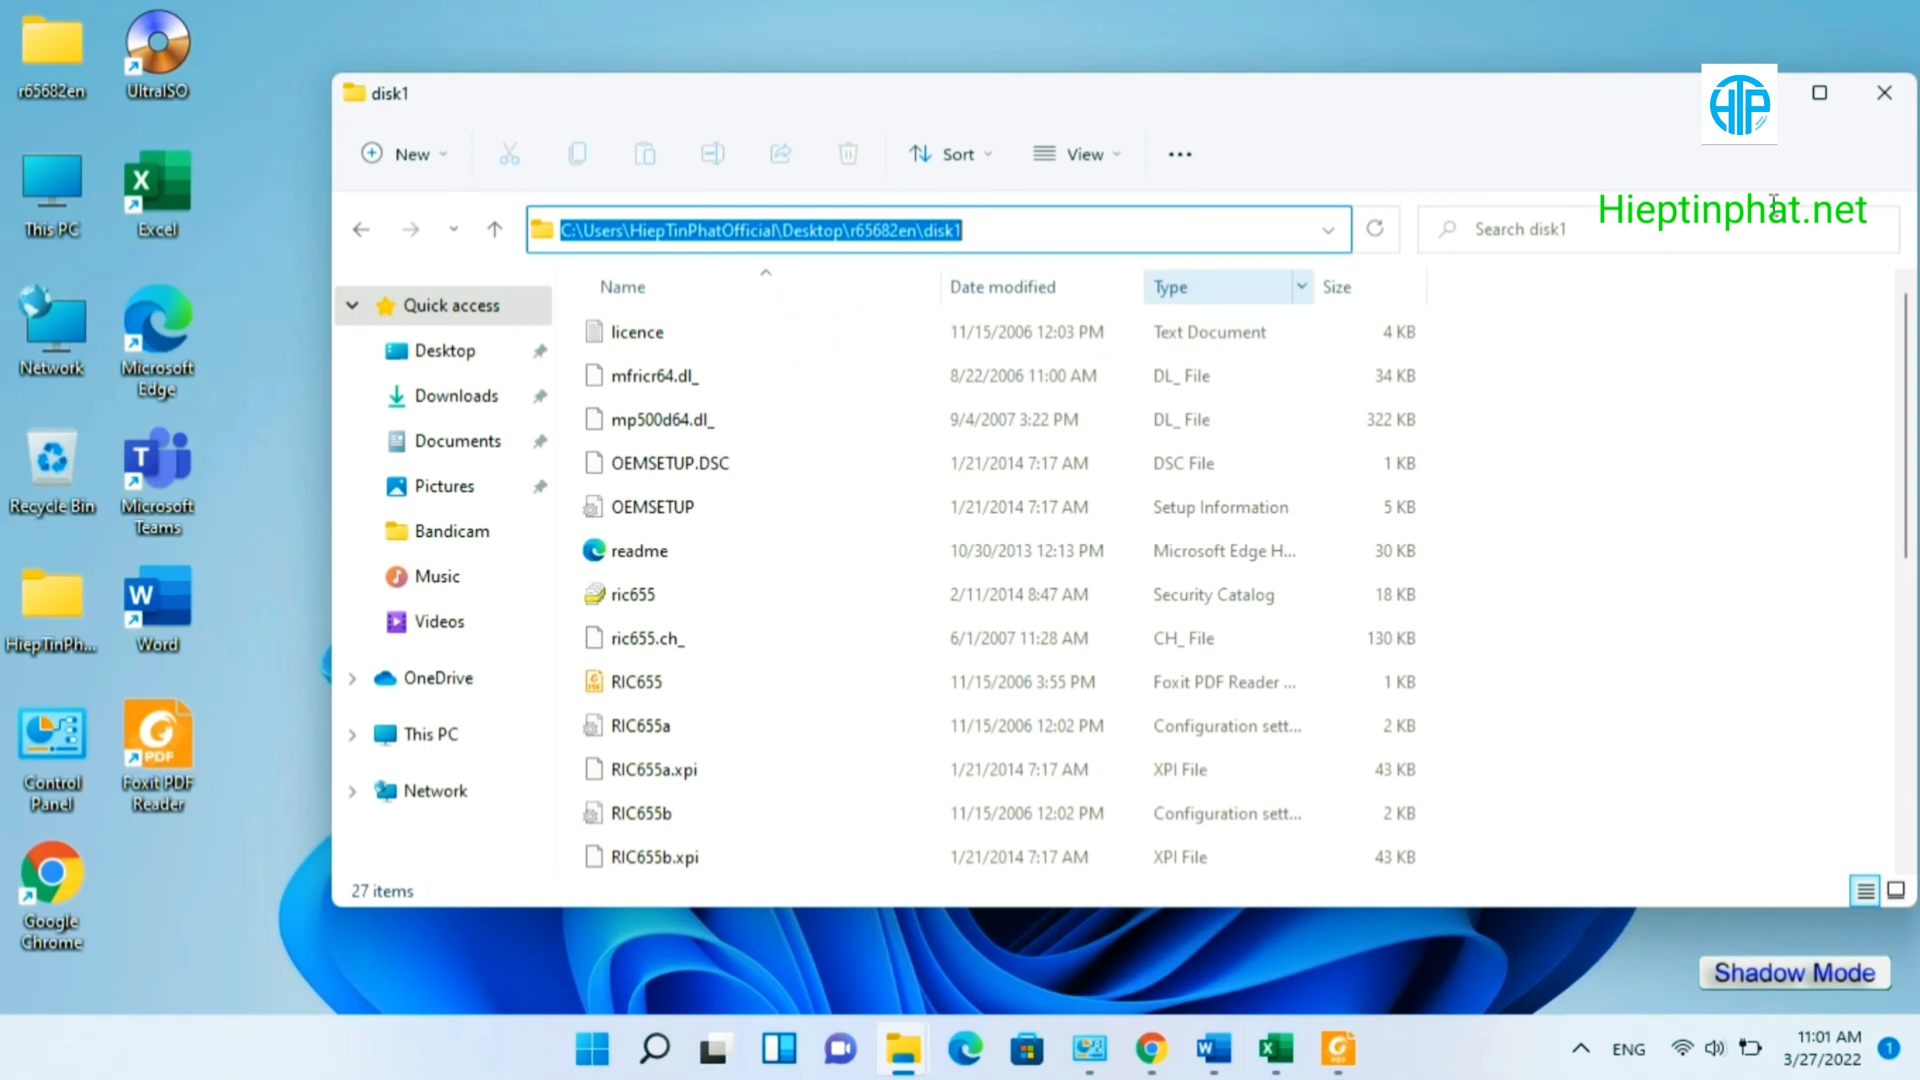 r65682en
UltraISO
This PC
Excel
Network
Microsoft
Edge
Recycle Bin
Microsoft
Teams
HiepTinPh...
Word
Control
Panel
Foxit PDF
Reader
Google
Chrome
disk1
HTP
New
Sort
View
C:\Users\HiepTinPhatOfficial\Desktop\r65682en\disk1
Search disk1
Hieptinphat.net
Quick access
Desktop
Downloads
Documents
Pictures
Bandicam
Music
Videos
OneDrive
This PC
Network
Name Date modified Type Size
licence 11/15/2006 12:03 PM Text Document 4 KB
mfricr64.dl_ 8/22/2006 11:00 AM DL_ File 34 KB
mp500d64.dl_ 9/4/2007 3:22 PM DL_ File 322 KB
OEMSETUP.DSC 1/21/2014 7:17 AM DSC File 1 KB
OEMSETUP 1/21/2014 7:17 AM Setup Information 5 KB
readme 10/30/2013 12:13 PM Microsoft Edge H... 30 KB
ric655 2/11/2014 8:47 AM Security Catalog 18 KB
ric655.ch_ 6/1/2007 11:28 AM CH_ File 130 KB
RIC655 11/15/2006 3:55 PM Foxit PDF Reader ... 1 KB
RIC655a 11/15/2006 12:02 PM Configuration sett... 2 KB
RIC655a.xpi 1/21/2014 7:17 AM XPI File 43 KB
RIC655b 11/15/2006 12:02 PM Configuration sett... 2 KB
RIC655b.xpi 1/21/2014 7:17 AM XPI File 43 KB
27 items
Shadow Mode
ENG
11:01 AM
3/27/2022
1